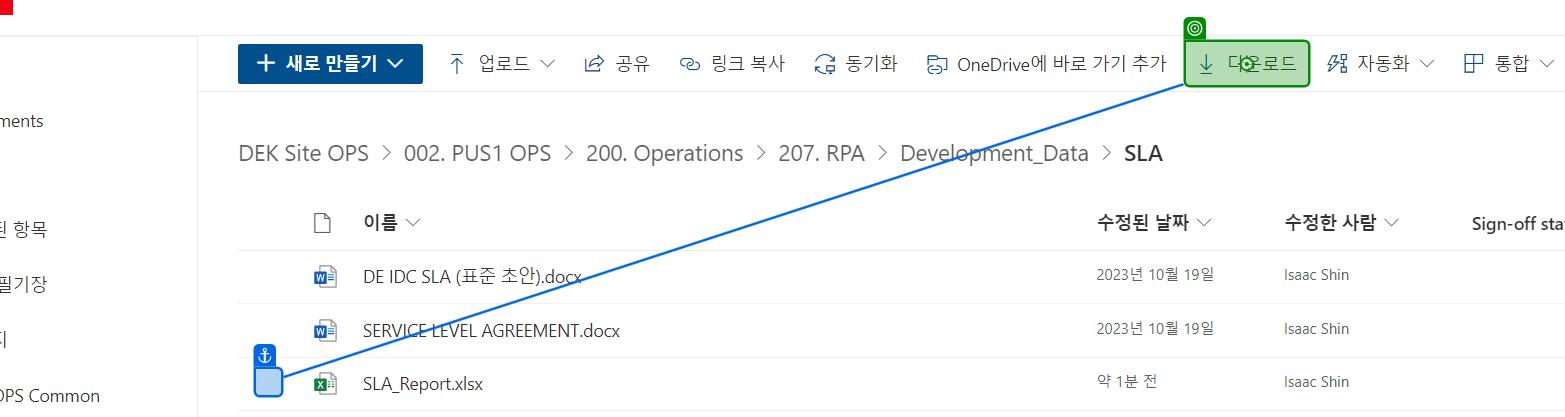 새로 만들기 업로드 공유 링크 복사 동기화 OneDrive에 바로 가기 추가 다운로드 자동화 통합
ments
DEK Site OPS > 002. PUS1 OPS > 200. Operations > 207. RPA > Development_Data > SLA
이름 수정된 날짜 수정한 사람 Sign-off sta
된 항목
DE IDC SLA (표준 초안).docx 2023년 10월 19일 Isaac Shin
필기장
SERVICE LEVEL AGREEMENT.docx 2023년 10월 19일 Isaac Shin
지
SLA_Report.xlsx 약 1분 전 Isaac Shin
OPS Common